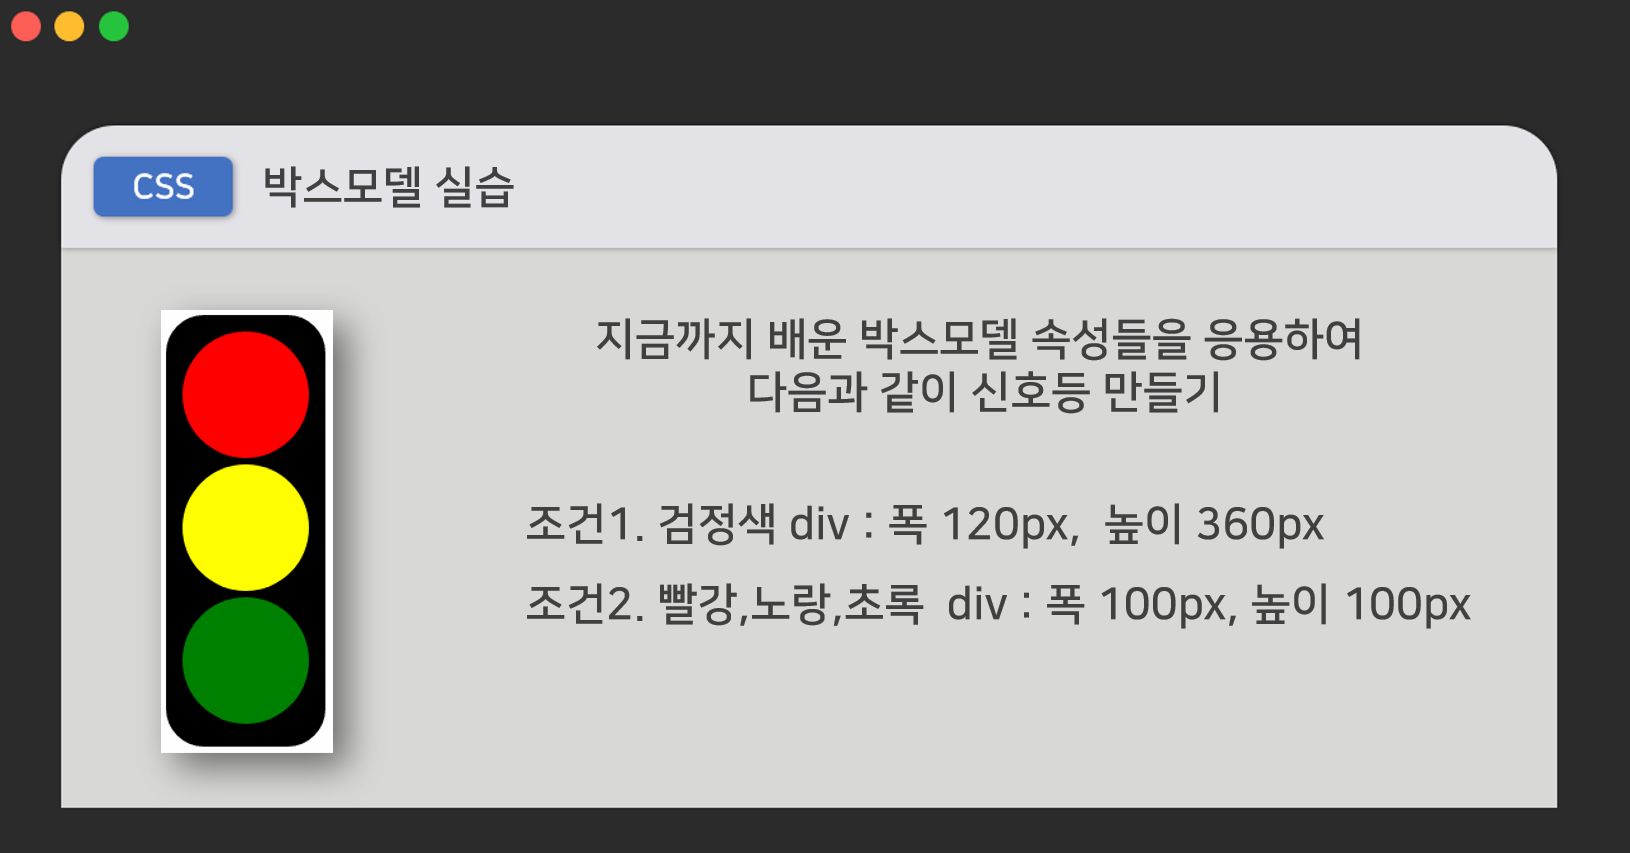 CSS 박스모델 실습
지금까지 배운 박스모델 속성들을 응용하여
다음과 같이 신호등 만들기
조건1. 검정색 div : 폭 120px, 높이 360px
조건2. 빨강,노랑,초록 div : 폭 100px, 높이 100px